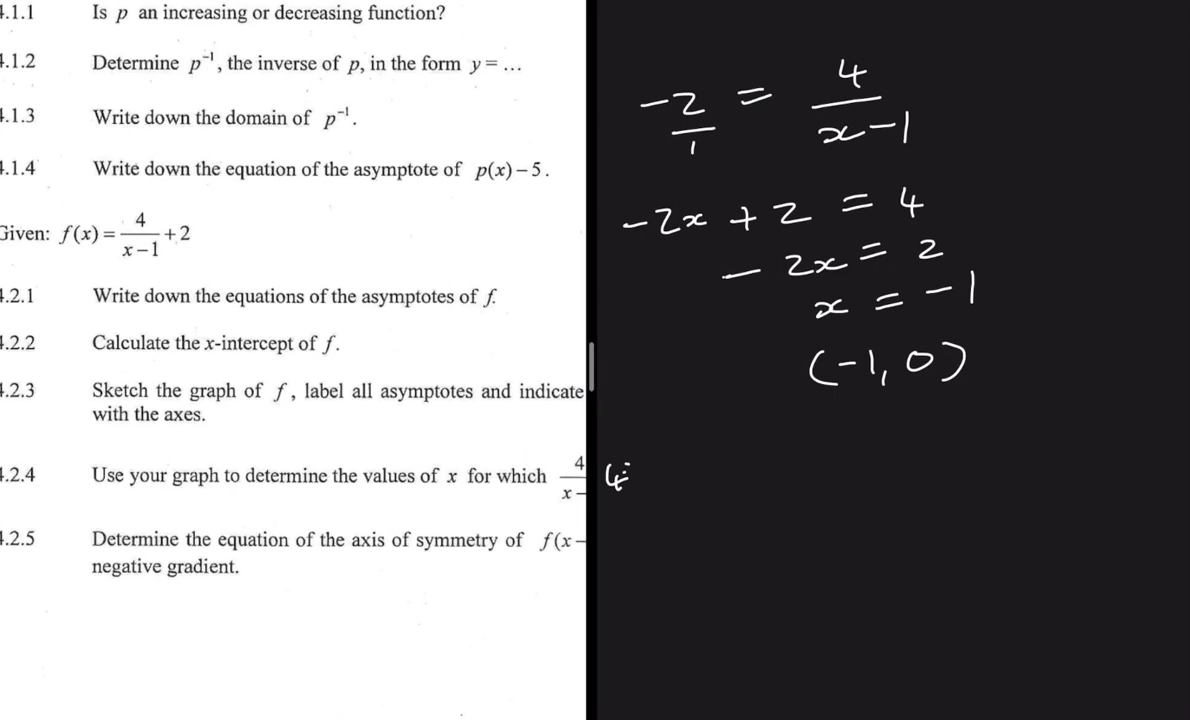 4.1.1 Is p an increasing or decreasing function?
4.1.2 Determine p⁻¹, the inverse of p, in the form y = ...
4.1.3 Write down the domain of p⁻¹.
4.1.4 Write down the equation of the asymptote of p(x) − 5.
Given: f(x) = 4/(x − 1) + 2
4.2.1 Write down the equations of the asymptotes of f.
4.2.2 Calculate the x-intercept of f.
4.2.3 Sketch the graph of f, label all asymptotes and indicate
with the axes.
4.2.4 Use your graph to determine the values of x for which 4/(x −
4.2.5 Determine the equation of the axis of symmetry of f(x −
negative gradient.
−2/1 = 4/(x − 1)
−2x + 2 = 4
−2x = 2
x = −1
(−1, 0)